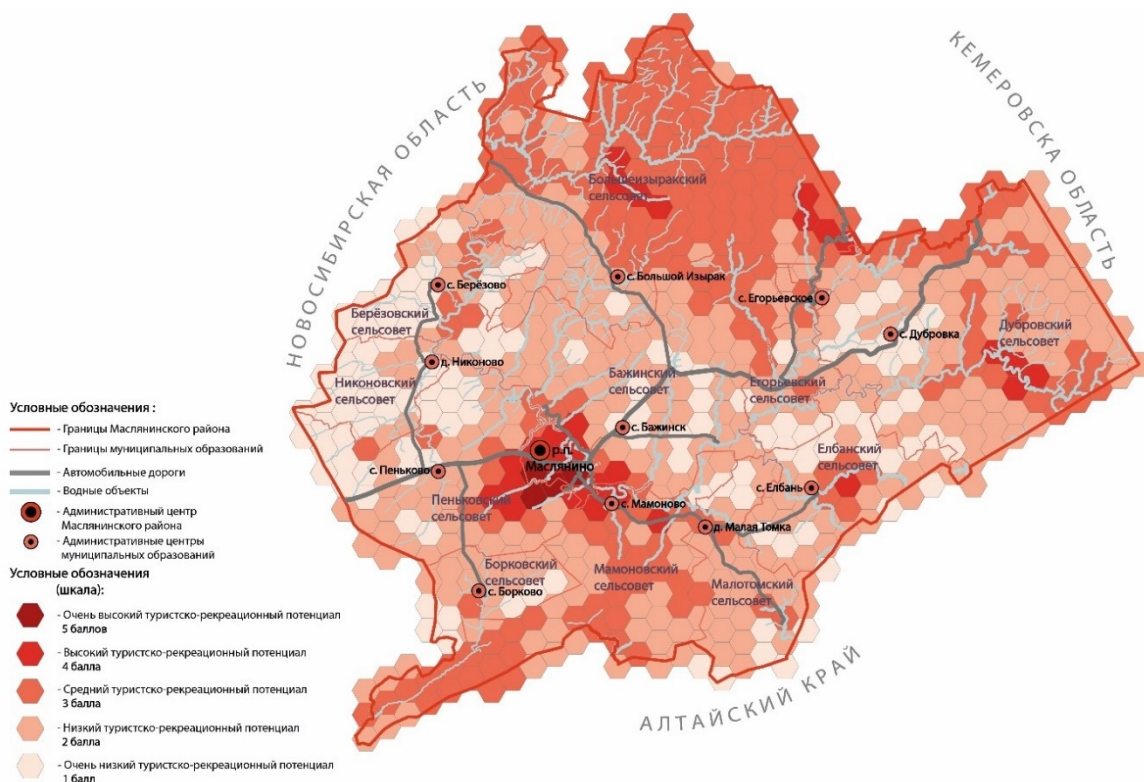 НОВОСИБИРСКАЯ ОБЛАСТЬ
КЕМЕРОВСКА ОБЛАСТЬ
Большеизыракский
сельсовет
с. Большой Изырак
с. Берёзово
с. Егорьевское
Берёзовский
сельсовет
с. Дубровка
Дубровский
сельсовет
д. Никоново
Никоновский
сельсовет
Бажинский
сельсовет
Егорьевский
сельсовет
с. Бажинск
р.п.
Маслянино
Елбанский
сельсовет
с. Пеньково
с. Елбань
Пеньковский
сельсовет
с. Мамоново
д. Малая Томка
Борковский
сельсовет
с. Борково
Мамоновский
сельсовет
Малотомский
сельсовет
АЛТАЙСКИЙ КРАЙ
Условные обозначения :
- Границы Маслянинского района
- Границы муниципальных образований
- Автомобильные дороги
- Водные объекты
- Административный центр
Маслянинского района
- Административные центры
муниципальных образований
Условные обозначения
(шкала):
- Очень высокий туристско-рекреационный потенциал
5 баллов
- Высокий туристско-рекреационный потенциал
4 балла
- Средний туристско-рекреационный потенциал
3 балла
- Низкий туристско-рекреационный потенциал
2 балла
- Очень низкий туристско-рекреационный потенциал
1 балл